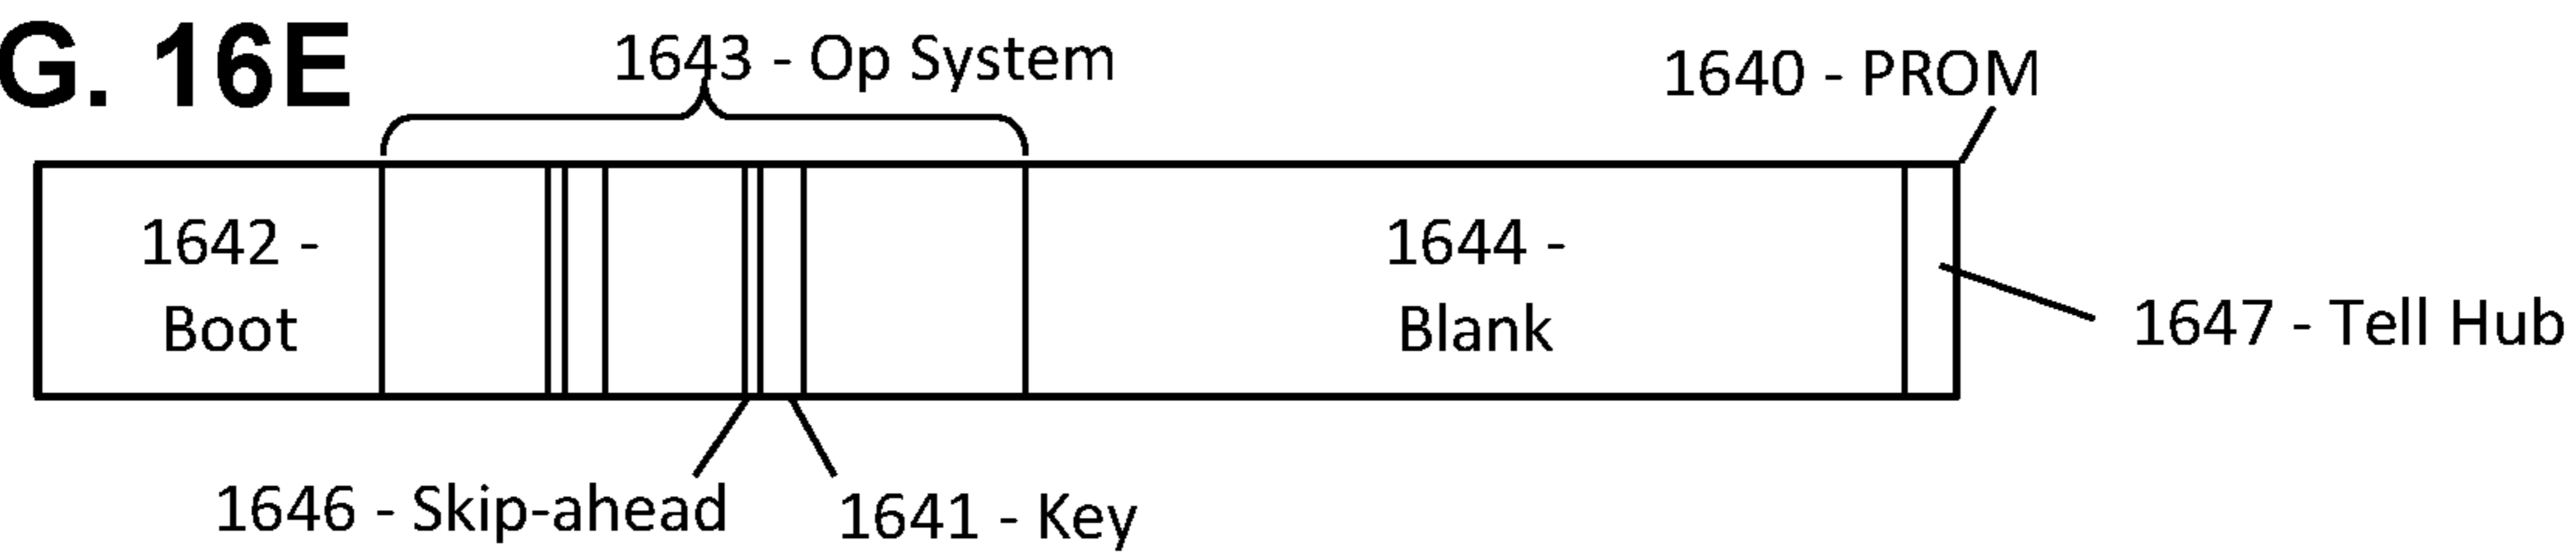 G. 16E
1643 - Op System
1640 - PROM
1642 -
Boot
1644 -
Blank
1647 - Tell Hub
1646 - Skip-ahead
1641 - Key